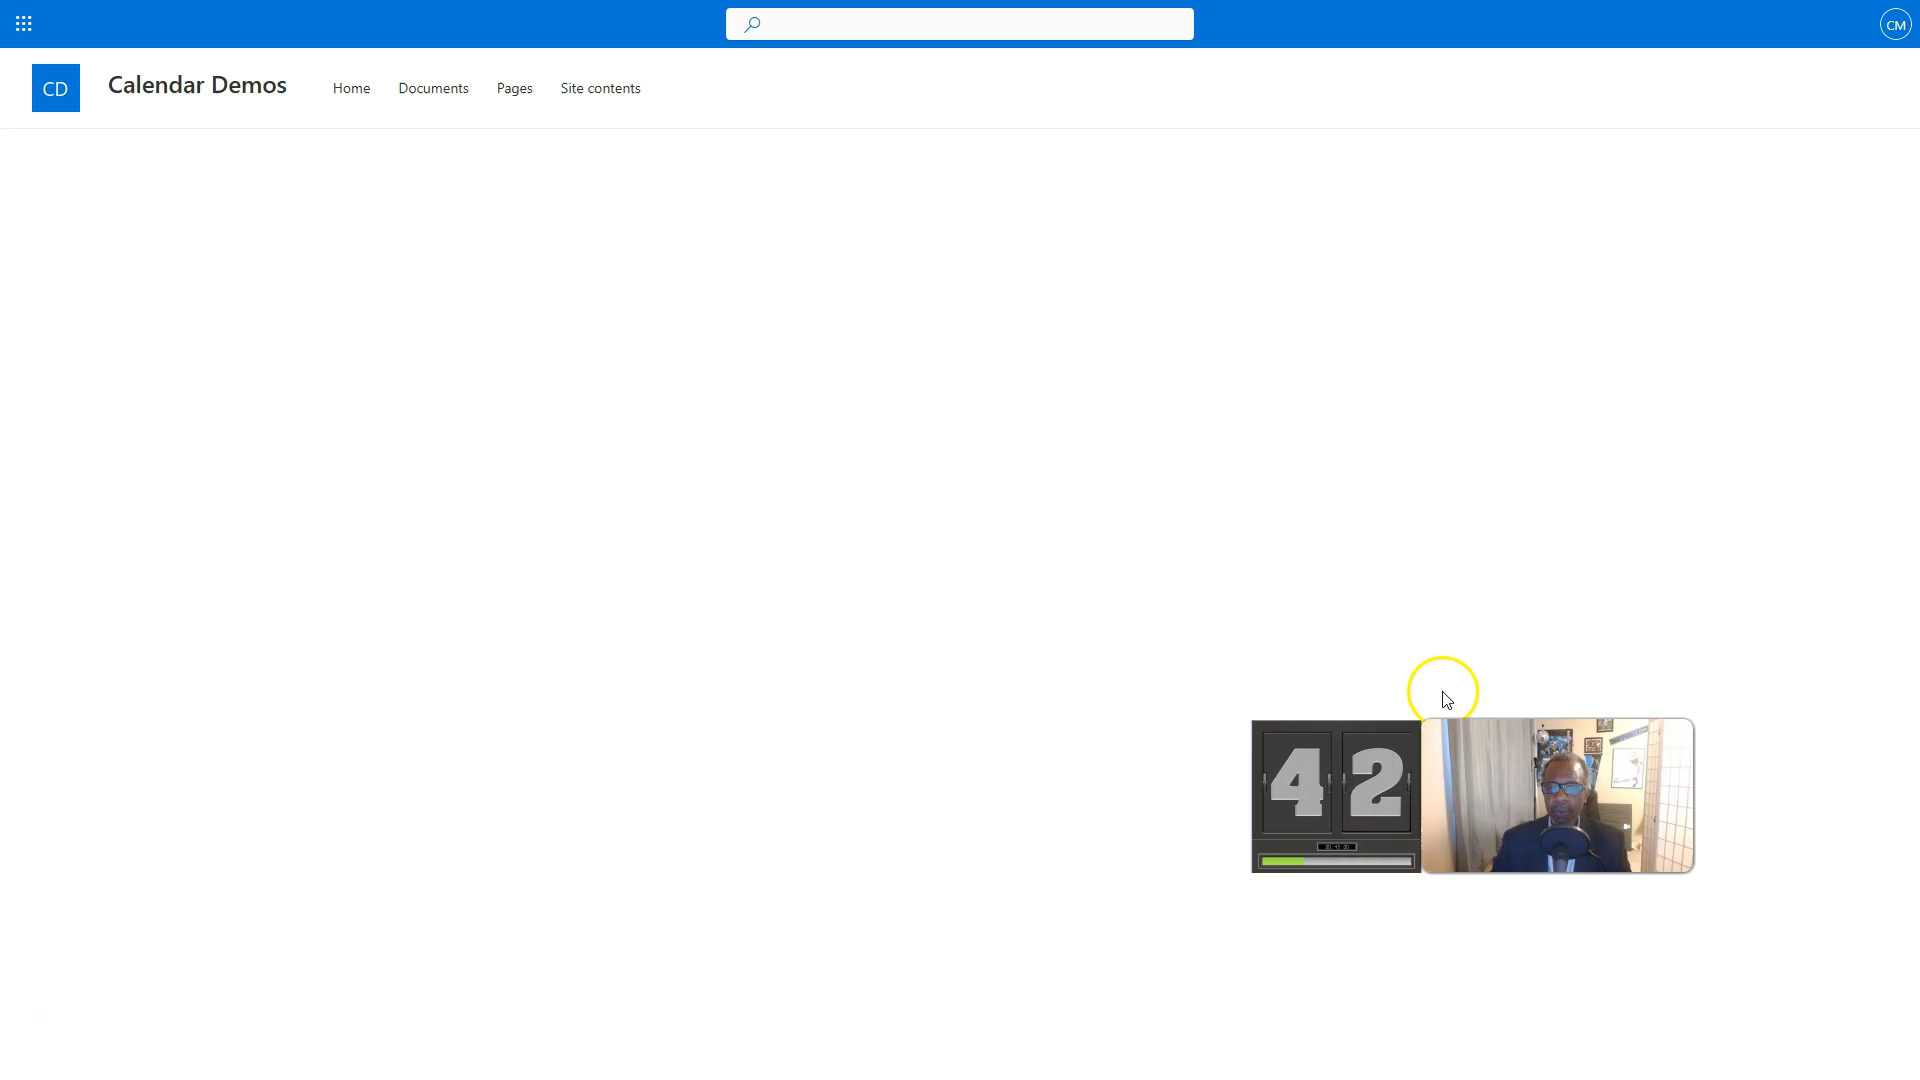 CM
CD
Calendar Demos
Home
Documents
Pages
Site contents
42